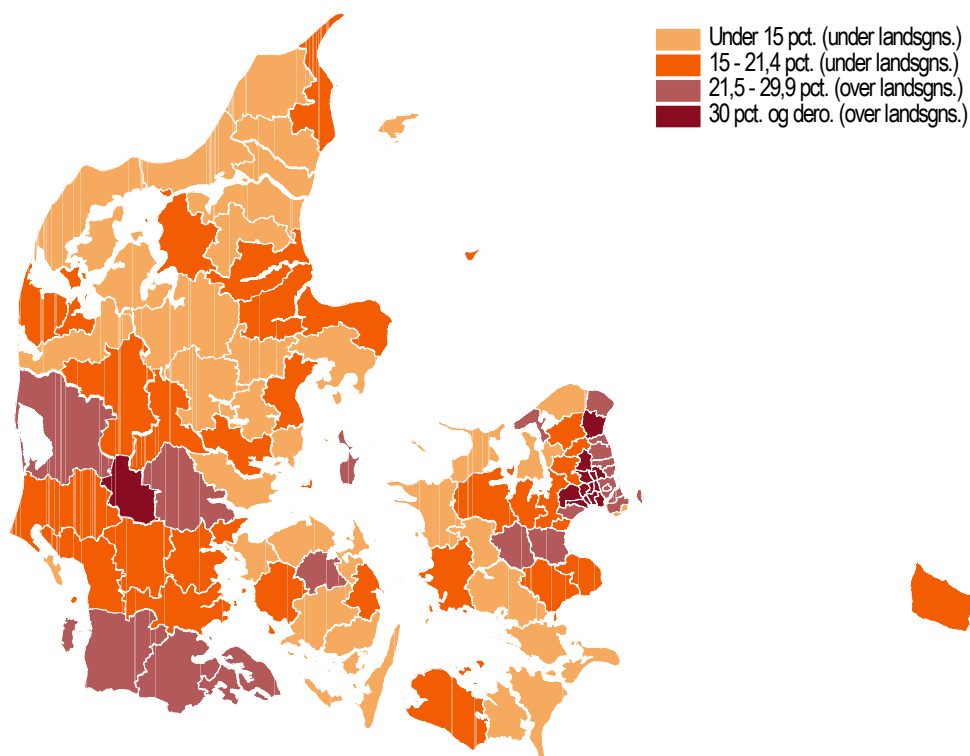 Under 15 pct. (under landsgns.)
15 - 21,4 pct. (under landsgns.)
21,5 - 29,9 pct. (over landsgns.)
30 pct. og dero. (over landsgns.)